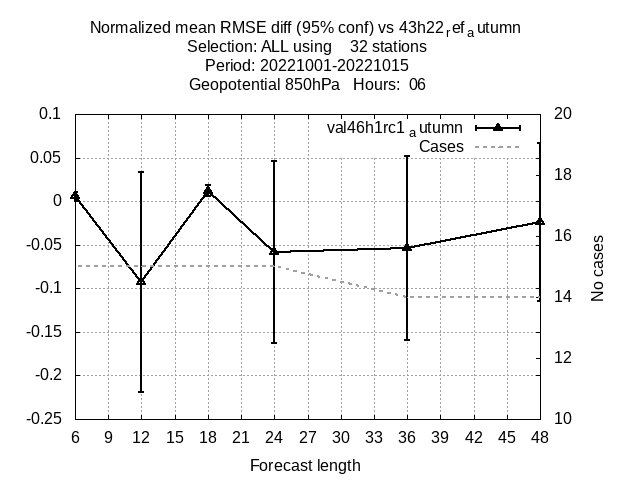 Normalized mean RMSE diff (95% conf) vs 43h22refautumn
Selection: ALL using 32 stations
Period: 20221001-20221015
Geopotential 850hPa Hours: 06
val46h1rc1autumn
Cases
0.1
0.05
0
-0.05
-0.1
-0.15
-0.2
-0.25
20
18
16
14
12
10
No cases
6 9 12 15 18 21 24 27 30 33 36 39 42 45 48
Forecast length